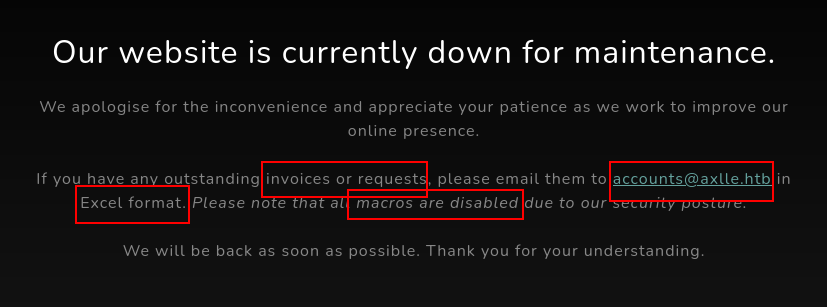 Our website is currently down for maintenance.
We apologise for the inconvenience and appreciate your patience as we work to improve our
online presence.
If you have any outstanding invoices or requests, please email them to accounts@axlle.htb in
Excel format. Please note that all macros are disabled due to our security posture.
We will be back as soon as possible. Thank you for your understanding.